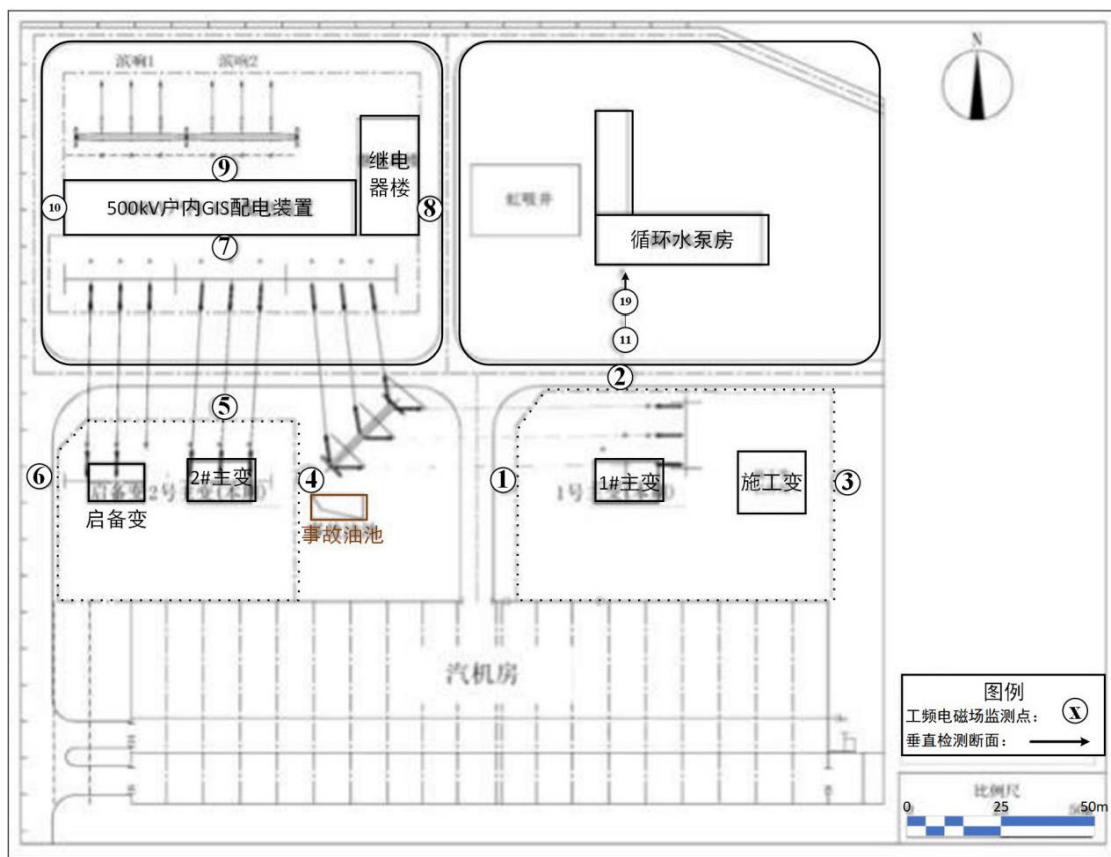 N
滨响1
滨响2
9
继电
器楼
10
500kV户内GIS配电装置
8
7
虹吸井
循环水泵房
19
11
2
5
6
2#主变
4
1
1#主变
施工变
3
启备变
事故油池
汽机房
图例
工频电磁场监测点：
X
垂直检测断面：
比例尺
0
25
50m